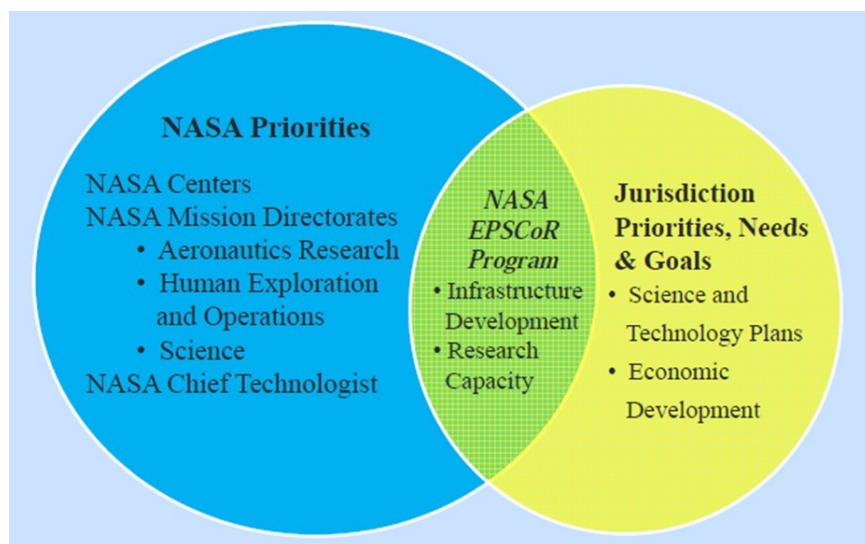 NASA Priorities
NASA Centers
NASA Mission Directorates
• Aeronautics Research
• Human Exploration
and Operations
• Science
NASA Chief Technologist
NASA
EPSCoR
Program
• Infrastructure
Development
• Research
Capacity
Jurisdiction
Priorities, Needs
& Goals
• Science and
Technology Plans
• Economic
Development